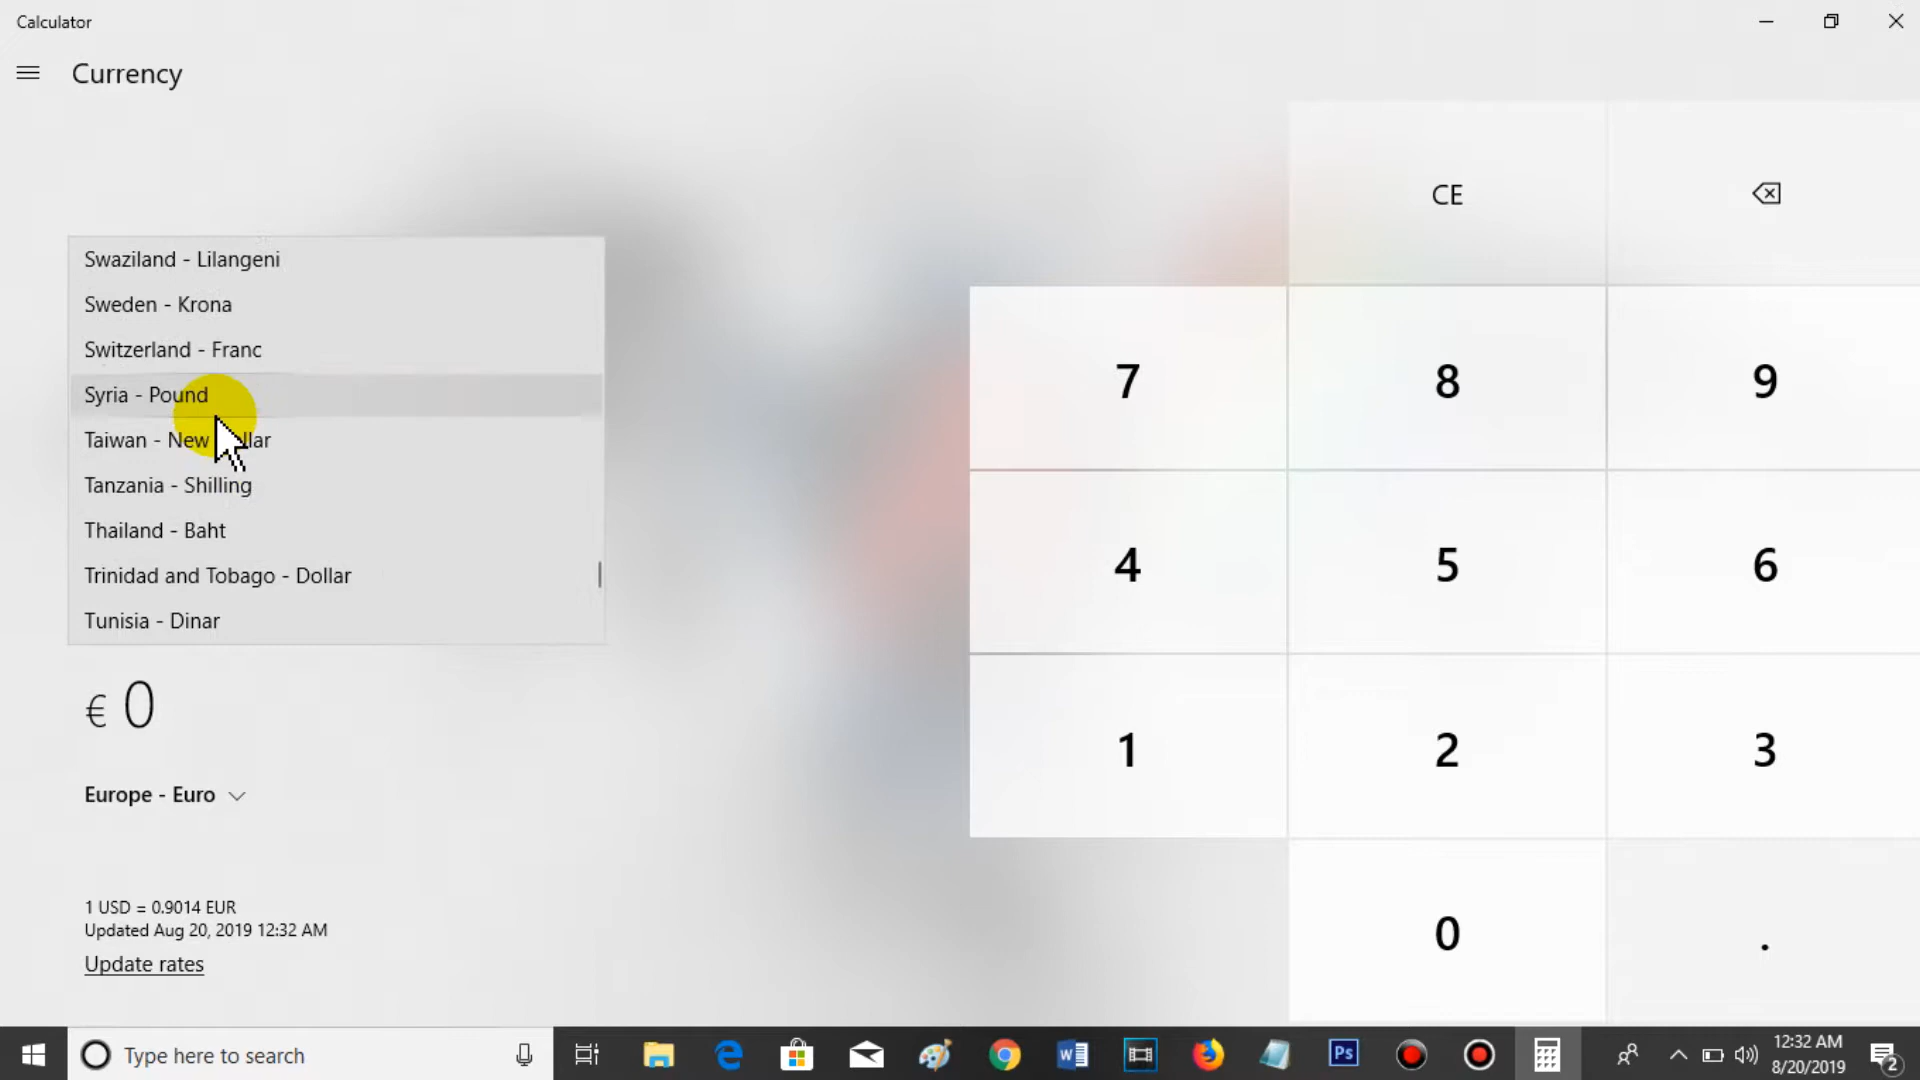 Calculator
Currency
CE
Swaziland - Lilangeni
Sweden - Krona
Switzerland - Franc
Syria - Pound
Taiwan - New llar
Tanzania - Shilling
Thailand - Baht
Trinidad and Tobago - Dollar
Tunisia - Dinar
7
8
9
4
5
6
1
2
3
0
.
€ 0
Europe - Euro
1 USD = 0.9014 EUR
Updated Aug 20, 2019 12:32 AM
Update rates
Type here to search
Ps
12:32 AM
8/20/2019
2